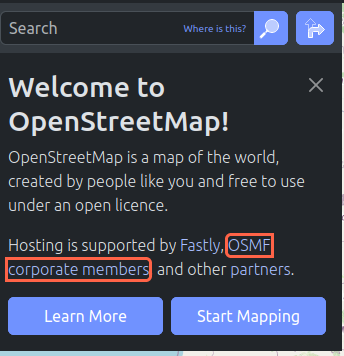 Search Where is this?
Welcome to
OpenStreetMap!
OpenStreetMap is a map of the world,
created by people like you and free to use
under an open licence.
Hosting is supported by Fastly, OSMF
corporate members, and other partners.
Learn More Start Mapping